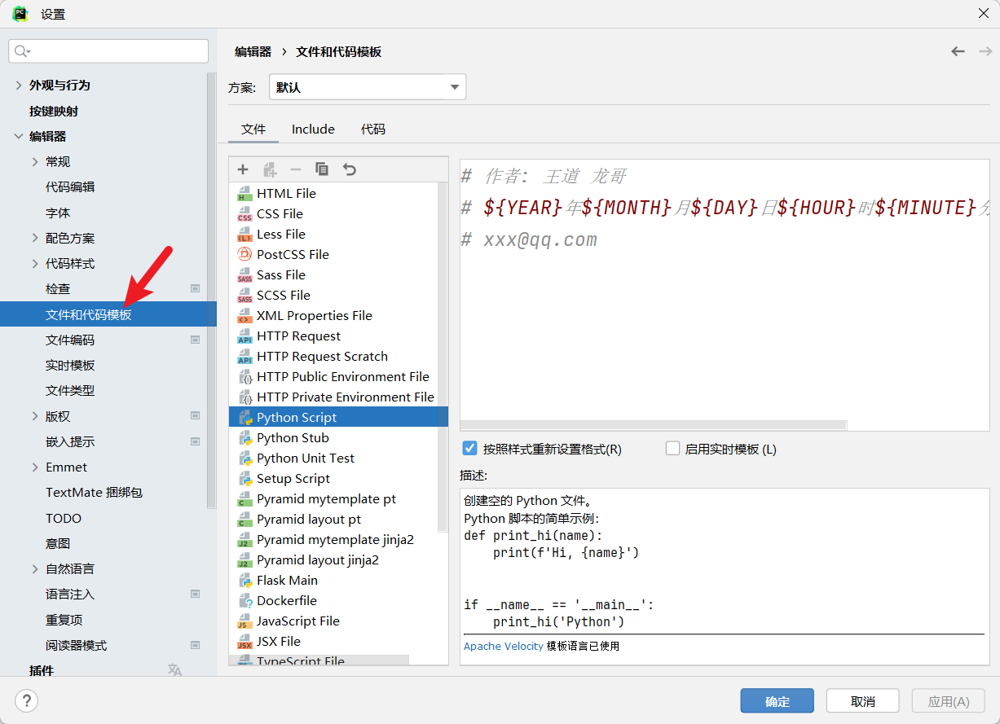 设置
编辑器 › 文件和代码模板
外观与行为
按键映射
编辑器
常规
代码编辑
字体
配色方案
代码样式
检查
文件和代码模板
文件编码
实时模板
文件类型
版权
嵌入提示
Emmet
TextMate 捆绑包
TODO
意图
自然语言
语言注入
重复项
阅读器模式
插件
方案:
默认
文件
Include
代码
HTML File
CSS File
Less File
PostCSS File
Sass File
SCSS File
XML Properties File
HTTP Request
HTTP Request Scratch
HTTP Public Environment File
HTTP Private Environment File
Python Script
Python Stub
Python Unit Test
Setup Script
Pyramid mytemplate pt
Pyramid layout pt
Pyramid mytemplate jinja2
Pyramid layout jinja2
Flask Main
Dockerfile
JavaScript File
JSX File
TypeScript File
# 作者: 王道 龙哥
# ${YEAR}年${MONTH}月${DAY}日${HOUR}时${MINUTE}分
# xxx@qq.com
按照样式重新设置格式(R)
启用实时模板 (L)
描述:
创建空的 Python 文件。
Python 脚本的简单示例:
def print_hi(name):
    print(f'Hi, {name}')
if __name__ == '__main__':
    print_hi('Python')
Apache Velocity 模板语言已使用
?
确定
取消
应用(A)